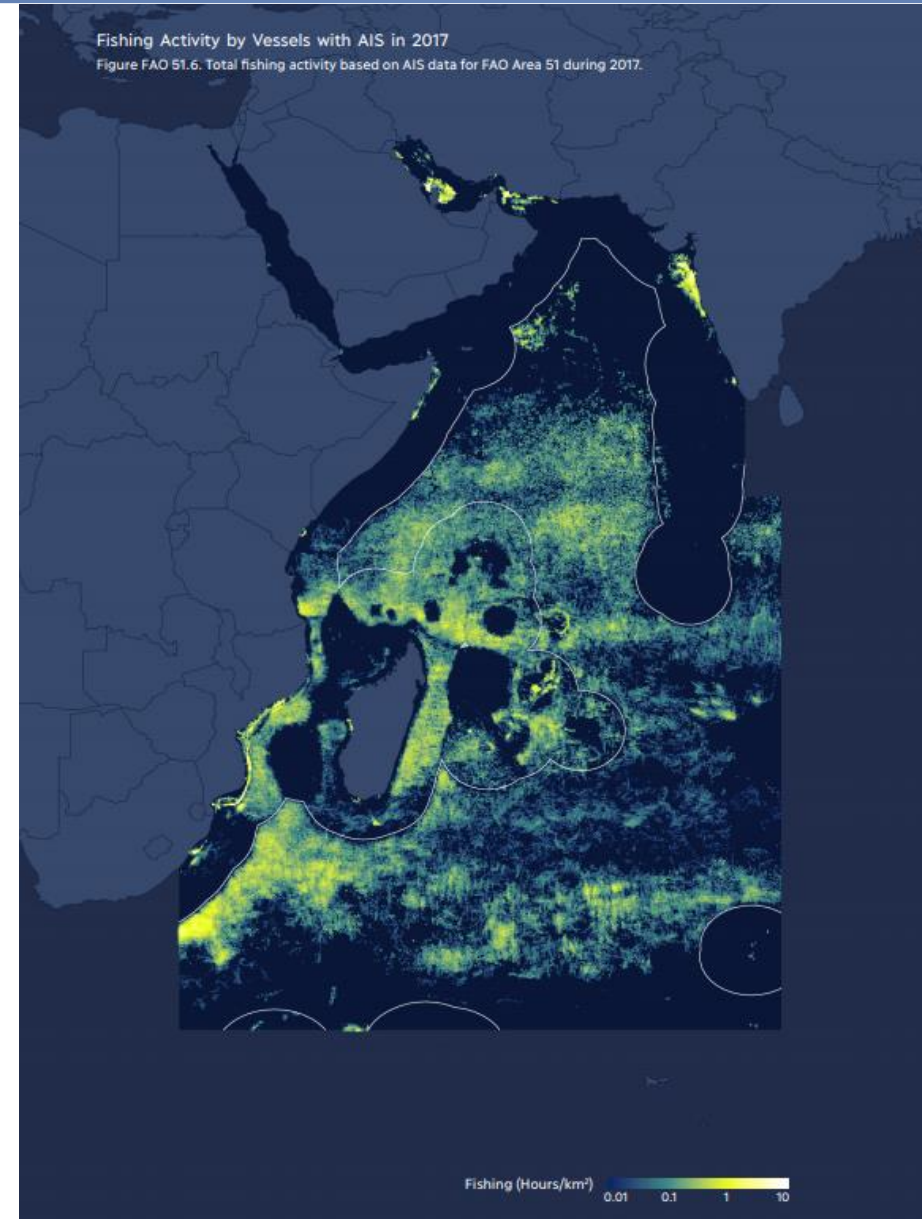 Fishing Activity by Vessels with AIS in 2017
Figure FAO 51.6. Total fishing activity based on AIS data for FAO Area 51 during 2017.
Fishing (Hours/km²)
0.01 0.1 1 10